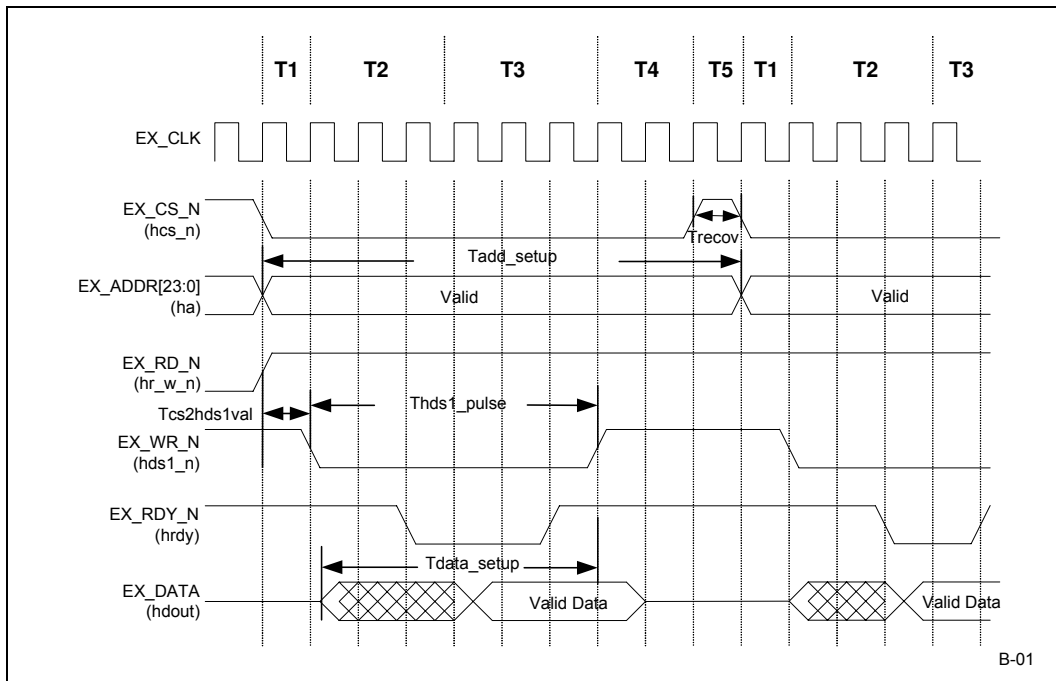 T1 T2 T3 T4 T5 T1 T2 T3
EX_CLK
EX_CS_N
(hcs_n)
Trecov
Tadd_setup
EX_ADDR[23:0]
(ha)
Valid
Valid
EX_RD_N
(hr_w_n)
Tcs2hds1val
Thds1_pulse
EX_WR_N
(hds1_n)
EX_RDY_N
(hrdy)
Tdata_setup
EX_DATA
(hdout)
Valid Data
Valid Data
B-01